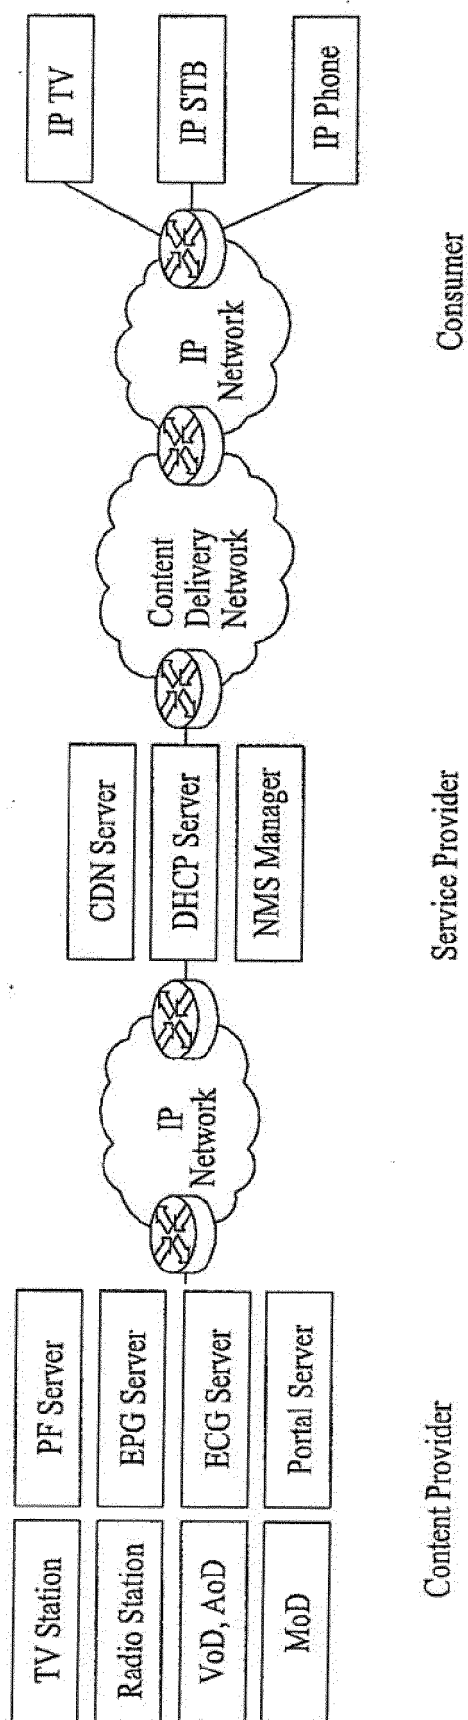 TV Station
PF Server
Radio Station
EPG Server
VoD, AoD
ECG Server
MoD
Portal Server
IP
Network
CDN Server
DHCP Server
NMS Manager
Content
Delivery
Network
IP
Network
IP TV
IP STB
IP Phone
Content Provider
Service Provider
Consumer